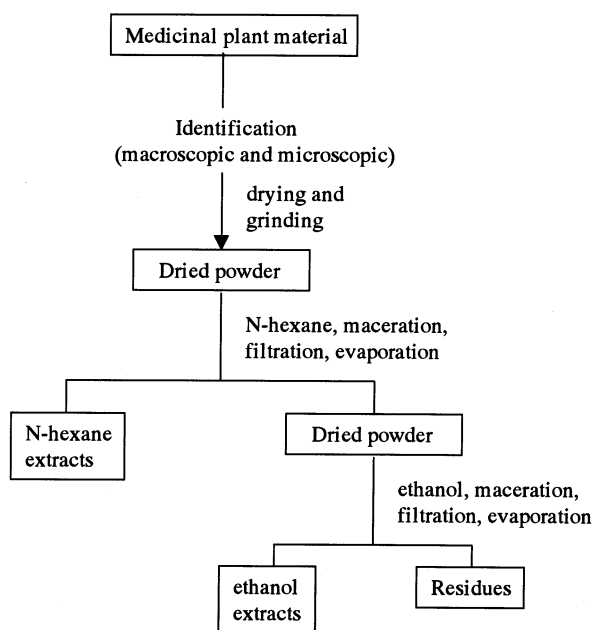 Medicinal plant material
Identification
(macroscopic and microscopic)
drying and
grinding
Dried powder
N-hexane, maceration,
filtration, evaporation
N-hexane
extracts
Dried powder
ethanol, maceration,
filtration, evaporation
ethanol
extracts
Residues